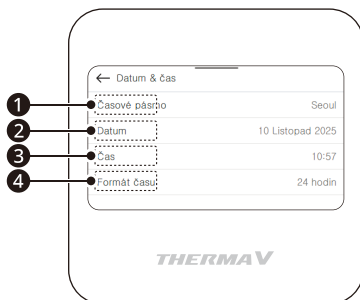 ← Datum & čas
1 Časové pásmo Seoul
2 Datum 10 Listopad 2025
3 Čas 10:57
4 Formát času 24 hodin
THERMAV